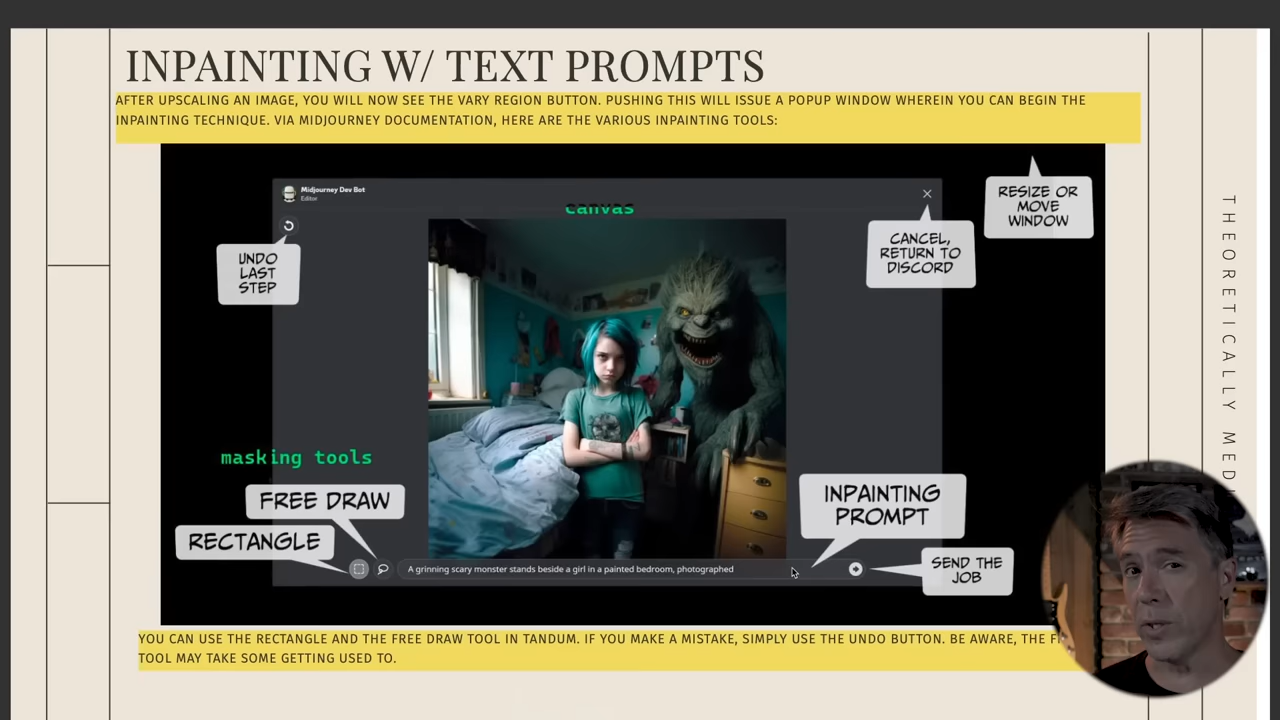 INPAINTING W/ TEXT PROMPTS
AFTER UPSCALING AN IMAGE, YOU WILL NOW SEE THE VARY REGION BUTTON. PUSHING THIS WILL ISSUE A POPUP WINDOW WHEREIN YOU CAN BEGIN THE
INPAINTING TECHNIQUE. VIA MIDJOURNEY DOCUMENTATION, HERE ARE THE VARIOUS INPAINTING TOOLS:
Midjourney Dev Bot
Editor
canvas
UNDO
LAST
STEP
CANCEL,
RETURN TO
DISCORD
RESIZE OR
MOVE
WINDOW
masking tools
FREE DRAW
RECTANGLE
INPAINTING
PROMPT
A grinning scary monster stands beside a girl in a painted bedroom, photographed
SEND THE
JOB
YOU CAN USE THE RECTANGLE AND THE FREE DRAW TOOL IN TANDUM. IF YOU MAKE A MISTAKE, SIMPLY USE THE UNDO BUTTON. BE AWARE, THE
TOOL MAY TAKE SOME GETTING USED TO.
THEORETICALLY